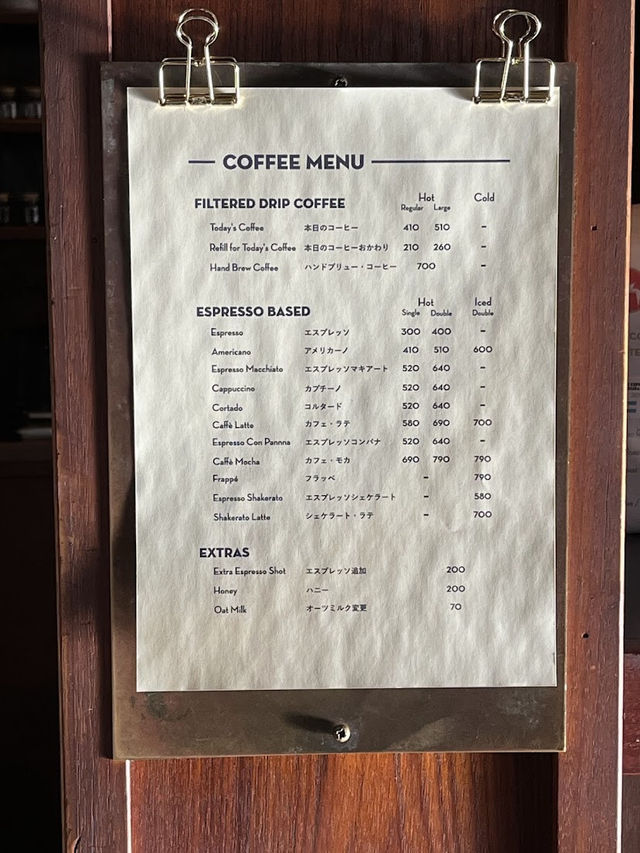 COFFEE MENU
FILTERED DRIP COFFEE Hot Cold
Regular Large
Today's Coffee 本日のコーヒー 410 510 -
Refill for Today's Coffee 本日のコーヒーおかわり 210 260 -
Hand Brew Coffee ハンドブリュー・コーヒー 700 -
ESPRESSO BASED Hot Iced
Single Double Double
Espresso エスプレッソ 300 400 -
Americano アメリカーノ 410 510 600
Espresso Macchiato エスプレッソマキアート 520 640 -
Cappuccino カプチーノ 520 640 -
Cortado コルタード 520 640 -
Caffè Latte カフェ・ラテ 580 690 700
Espresso Con Pannna エスプレッソコンパナ 520 640 -
Caffè Mocha カフェ・モカ 690 790 790
Frappé フラッペ - 790
Espresso Shakerato エスプレッソシェケラート - 580
Shakerato Latte シェケラート・ラテ - 700
EXTRAS
Extra Espresso Shot エスプレッソ追加 200
Honey ハニー 200
Oat Milk オーツミルク変更 70